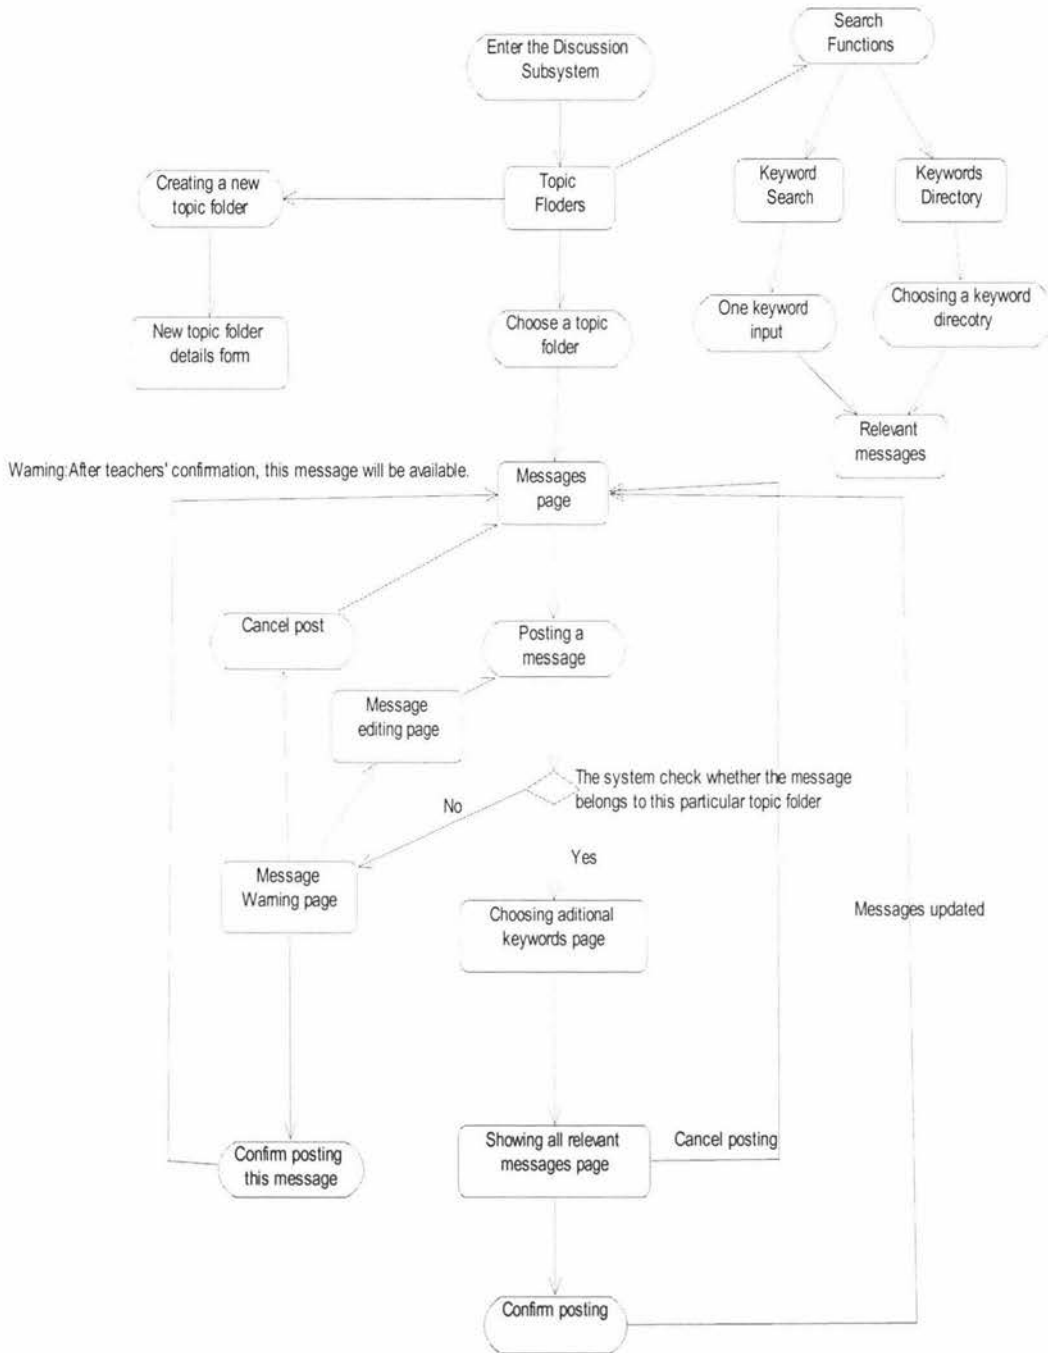 Enter the Discussion
Subsystem
Search
Functions
Creating a new
topic folder
Topic
Floders
Keyword
Search
Keywords
Directory
New topic folder
details form
Choose a topic
folder
One keyword
input
Choosing a keyword
direcotry
Relevant
messages
Warning:After teachers' confirmation, this message will be available.
Messages
page
Cancel post
Posting a
message
Message
editing page
The system check whether the message
belongs to this particular topic folder
No
Yes
Message
Warning page
Choosing aditional
keywords page
Messages updated
Confirm posting
this message
Showing all relevant
messages page
Cancel posting
Confirm posting